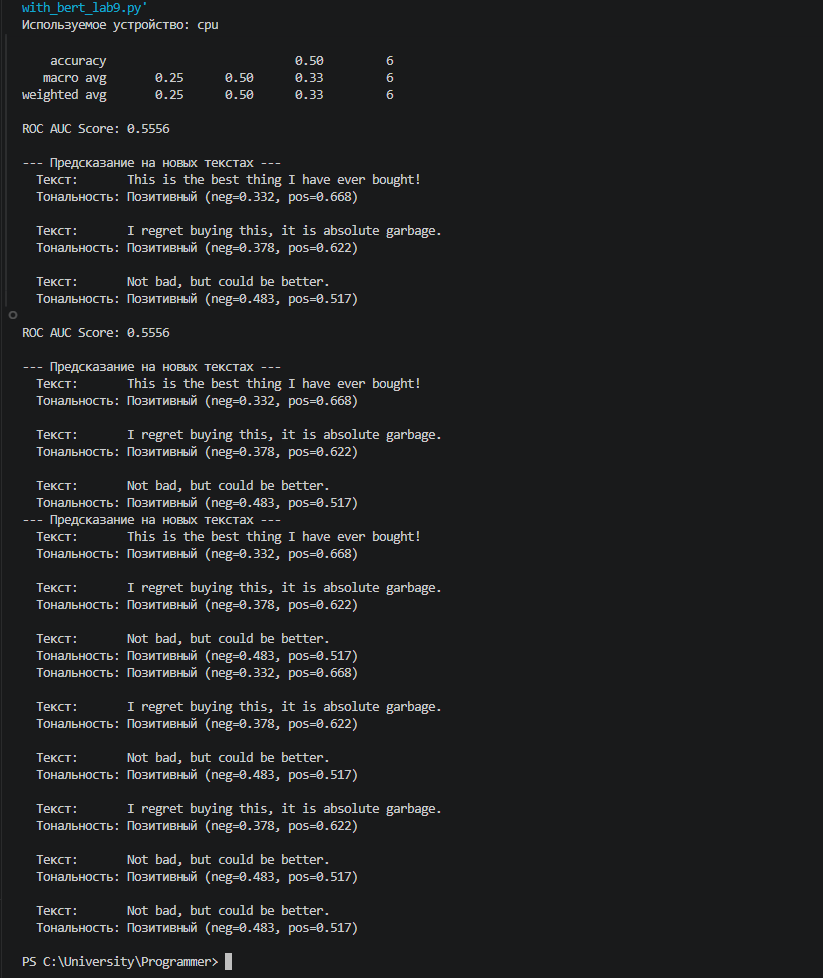 with_bert_lab9.py'
Используемое устройство: cpu
accuracy 0.50 6
macro avg 0.25 0.50 0.33 6
weighted avg 0.25 0.50 0.33 6
ROC AUC Score: 0.5556
--- Предсказание на новых текстах ---
Текст: This is the best thing I have ever bought!
Тональность: Позитивный (neg=0.332, pos=0.668)
Текст: I regret buying this, it is absolute garbage.
Тональность: Позитивный (neg=0.378, pos=0.622)
Текст: Not bad, but could be better.
Тональность: Позитивный (neg=0.483, pos=0.517)
ROC AUC Score: 0.5556
--- Предсказание на новых текстах ---
Текст: This is the best thing I have ever bought!
Тональность: Позитивный (neg=0.332, pos=0.668)
Текст: I regret buying this, it is absolute garbage.
Тональность: Позитивный (neg=0.378, pos=0.622)
Текст: Not bad, but could be better.
Тональность: Позитивный (neg=0.483, pos=0.517)
--- Предсказание на новых текстах ---
Текст: This is the best thing I have ever bought!
Тональность: Позитивный (neg=0.332, pos=0.668)
Текст: I regret buying this, it is absolute garbage.
Тональность: Позитивный (neg=0.378, pos=0.622)
Текст: Not bad, but could be better.
Тональность: Позитивный (neg=0.483, pos=0.517)
Тональность: Позитивный (neg=0.332, pos=0.668)
Текст: I regret buying this, it is absolute garbage.
Тональность: Позитивный (neg=0.378, pos=0.622)
Текст: Not bad, but could be better.
Тональность: Позитивный (neg=0.483, pos=0.517)
Текст: I regret buying this, it is absolute garbage.
Тональность: Позитивный (neg=0.378, pos=0.622)
Текст: Not bad, but could be better.
Тональность: Позитивный (neg=0.483, pos=0.517)
Текст: Not bad, but could be better.
Тональность: Позитивный (neg=0.483, pos=0.517)
PS C:\University\Programmer>